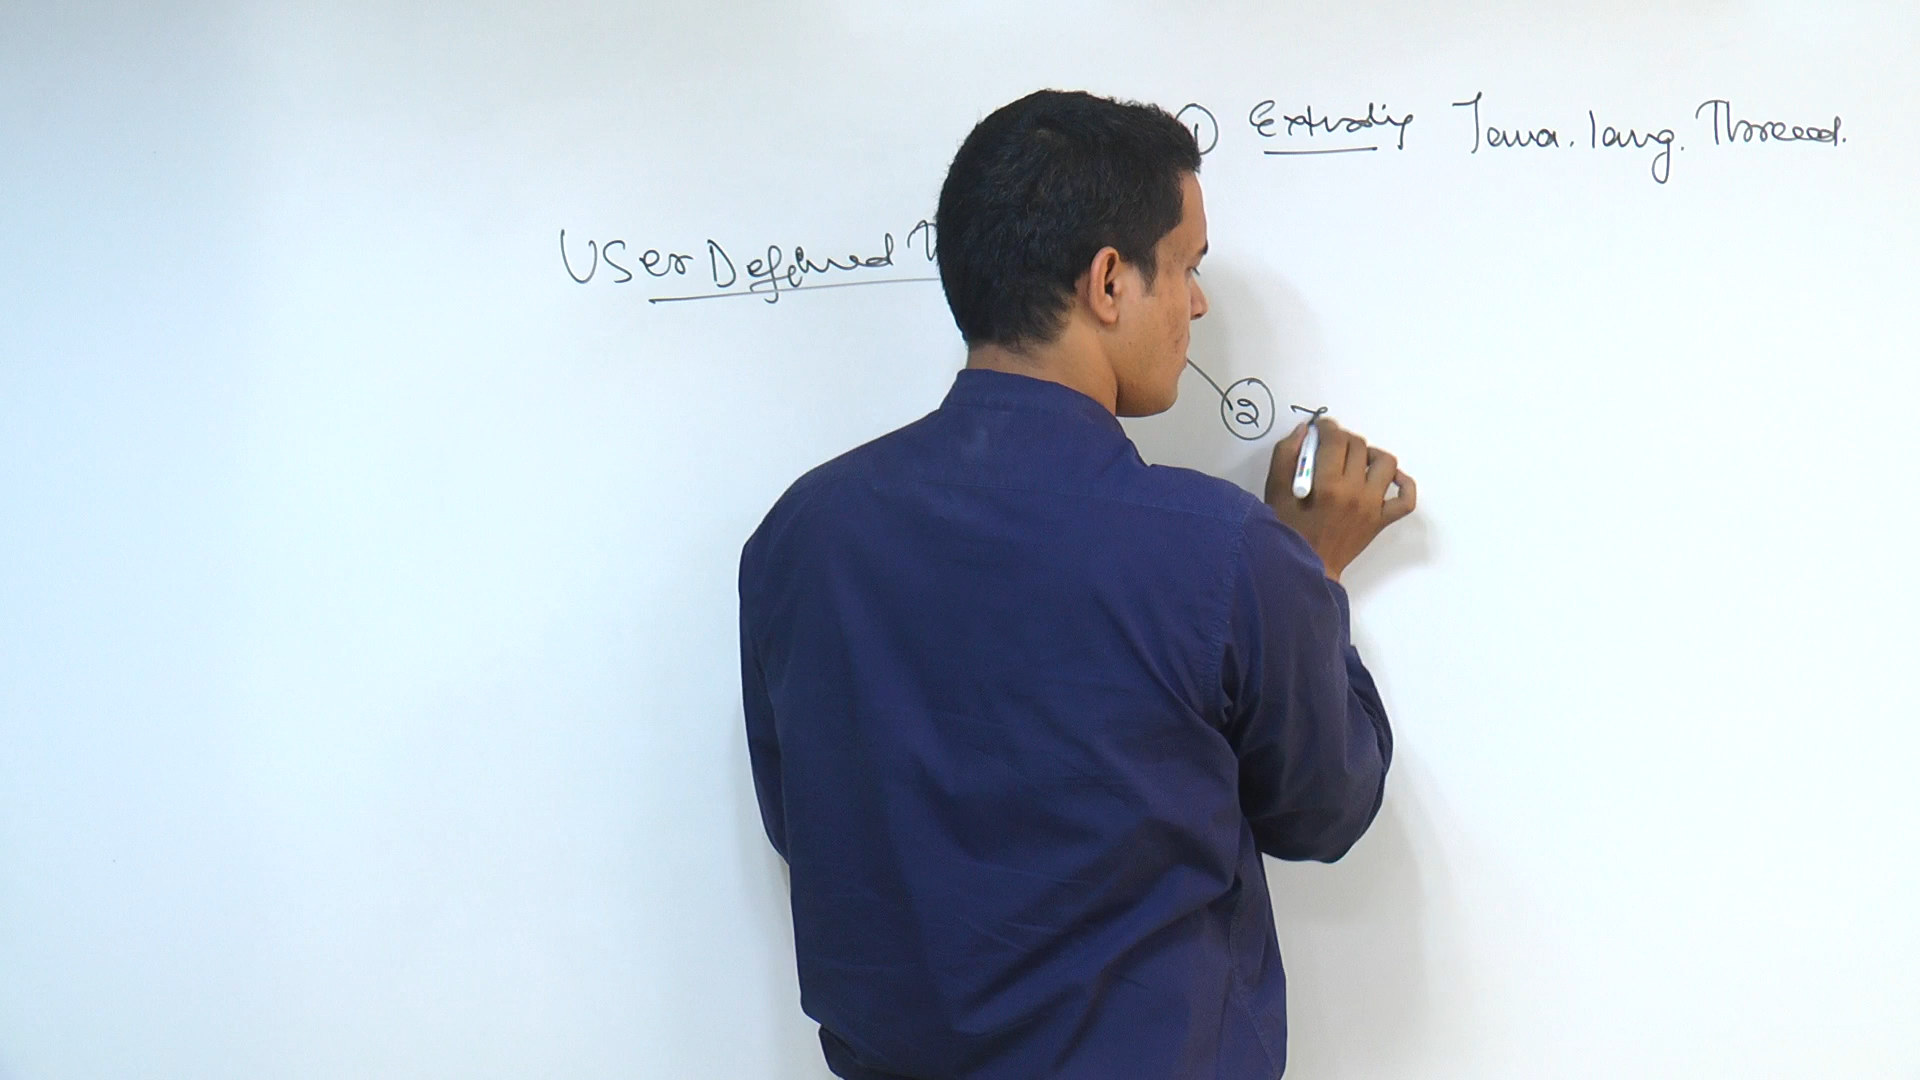 ① Extending Java.lang.Thread.
User Defined T
②